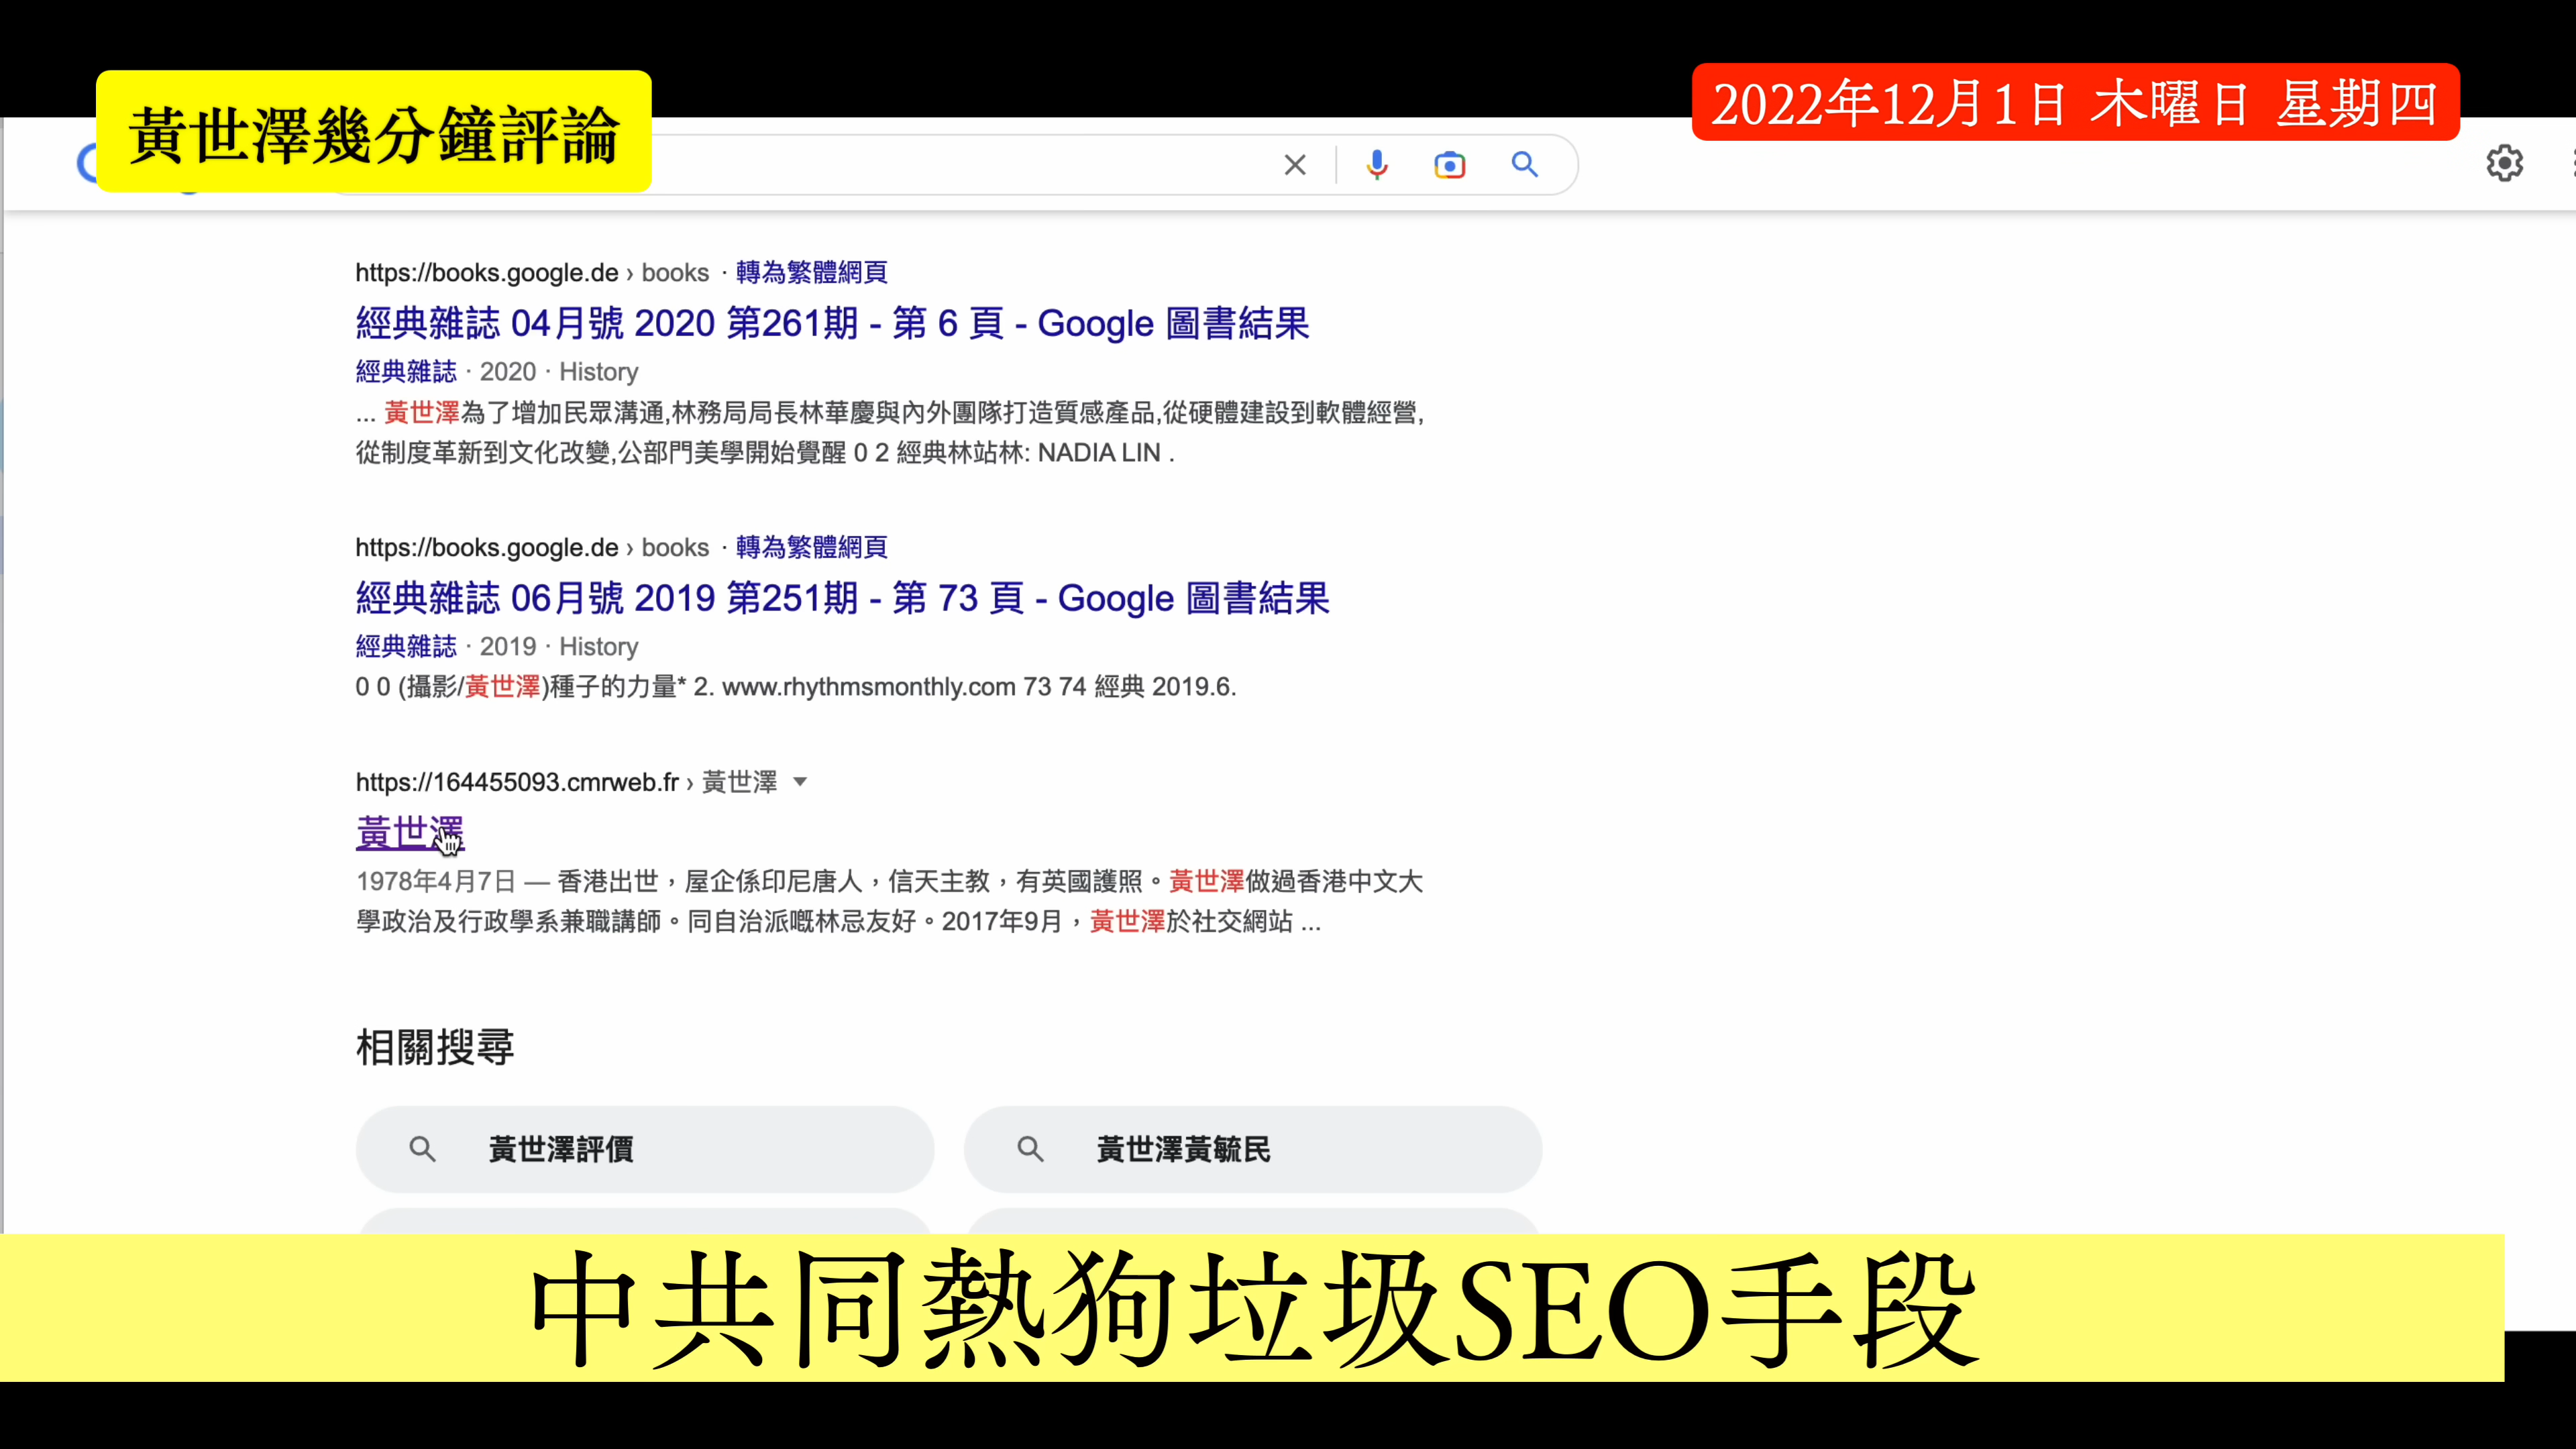 黃世澤幾分鐘評論
2022年12月1日 木曜日 星期四
https://books.google.de › books · 轉為繁體網頁
經典雜誌 04月號 2020 第261期 - 第 6 頁 - Google 圖書結果
經典雜誌 · 2020 · History
... 黃世澤為了增加民眾溝通,林務局局長林華慶與內外團隊打造質感產品,從硬體建設到軟體經營,
從制度革新到文化改變,公部門美學開始覺醒 0 2 經典林站林: NADIA LIN .
https://books.google.de › books · 轉為繁體網頁
經典雜誌 06月號 2019 第251期 - 第 73 頁 - Google 圖書結果
經典雜誌 · 2019 · History
0 0 (攝影/黃世澤)種子的力量* 2. www.rhythmsmonthly.com 73 74 經典 2019.6.
https://164455093.cmrweb.fr › 黃世澤
黃世澤
1978年4月7日 — 香港出世，屋企係印尼唐人，信天主教，有英國護照。黃世澤做過香港中文大
學政治及行政學系兼職講師。同自治派嘅林忌友好。2017年9月，黃世澤於社交網站 ...
相關搜尋
黃世澤評價
黃世澤黃毓民
中共同熱狗垃圾SEO手段